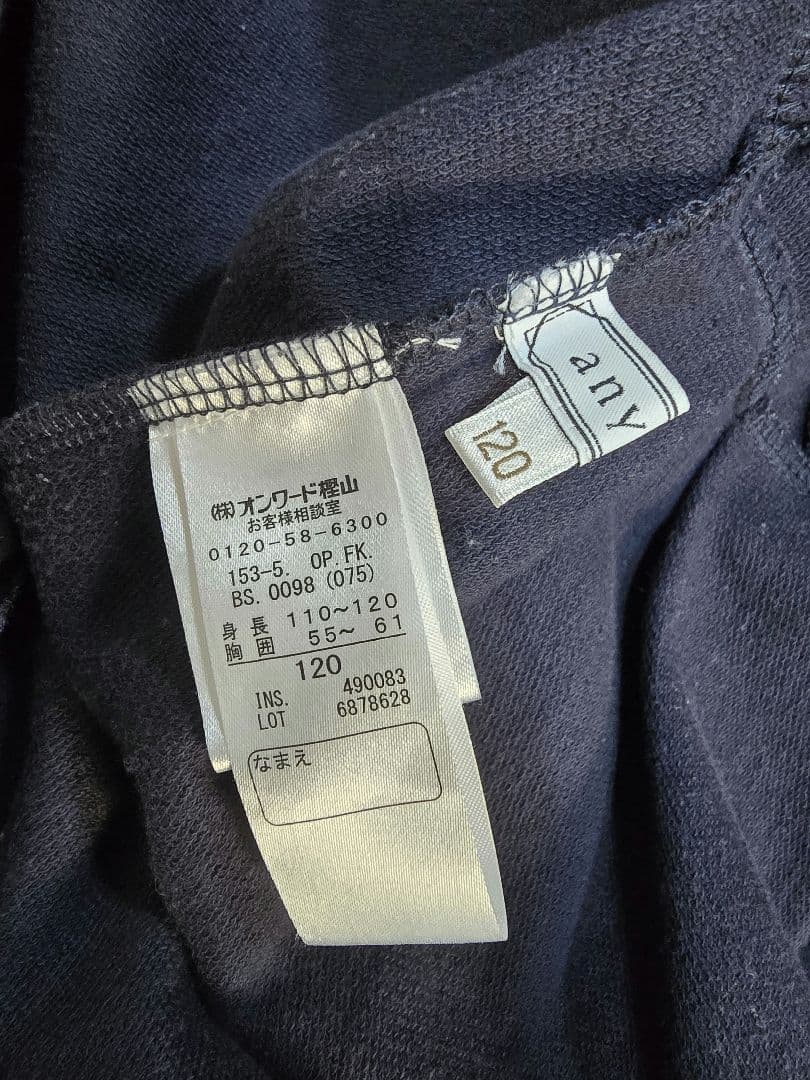 (株)オンワード樫山
お客様相談室
0120-58-6300
153-5. OP.FK.
BS.0098 (075)
身長 110～120
胸囲 55～ 61
120
INS. 490083
LOT 6878628
なまえ
any
120